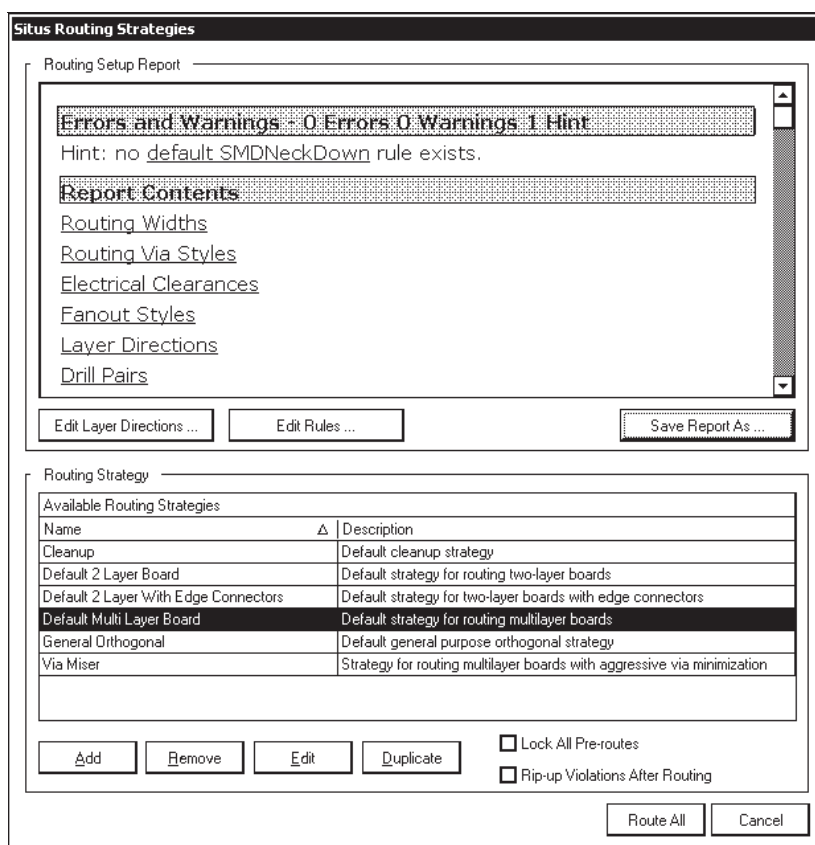 Situs Routing Strategies
Routing Setup Report
Errors and Warnings - 0 Errors 0 Warnings 1 Hint
Hint: no default SMDNeckDown rule exists.
Report Contents
Routing Widths
Routing Via Styles
Electrical Clearances
Fanout Styles
Layer Directions
Drill Pairs
Edit Layer Directions ... Edit Rules ... Save Report As ...
Routing Strategy
Available Routing Strategies
Name Description
Cleanup Default cleanup strategy
Default 2 Layer Board Default strategy for routing two-layer boards
Default 2 Layer With Edge Connectors Default strategy for two-layer boards with edge connectors
Default Multi Layer Board Default strategy for routing multilayer boards
General Orthogonal Default general purpose orthogonal strategy
Via Miser Strategy for routing multilayer boards with aggressive via minimization
Add Remove Edit Duplicate Lock All Pre-routes
Rip-up Violations After Routing
Route All Cancel